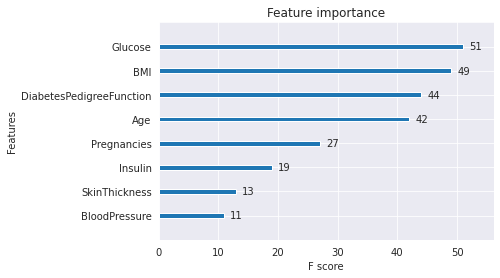 Feature importance
Features
Glucose 51
BMI 49
DiabetesPedigreeFunction 44
Age 42
Pregnancies 27
Insulin 19
SkinThickness 13
BloodPressure 11
0 10 20 30 40 50
F score